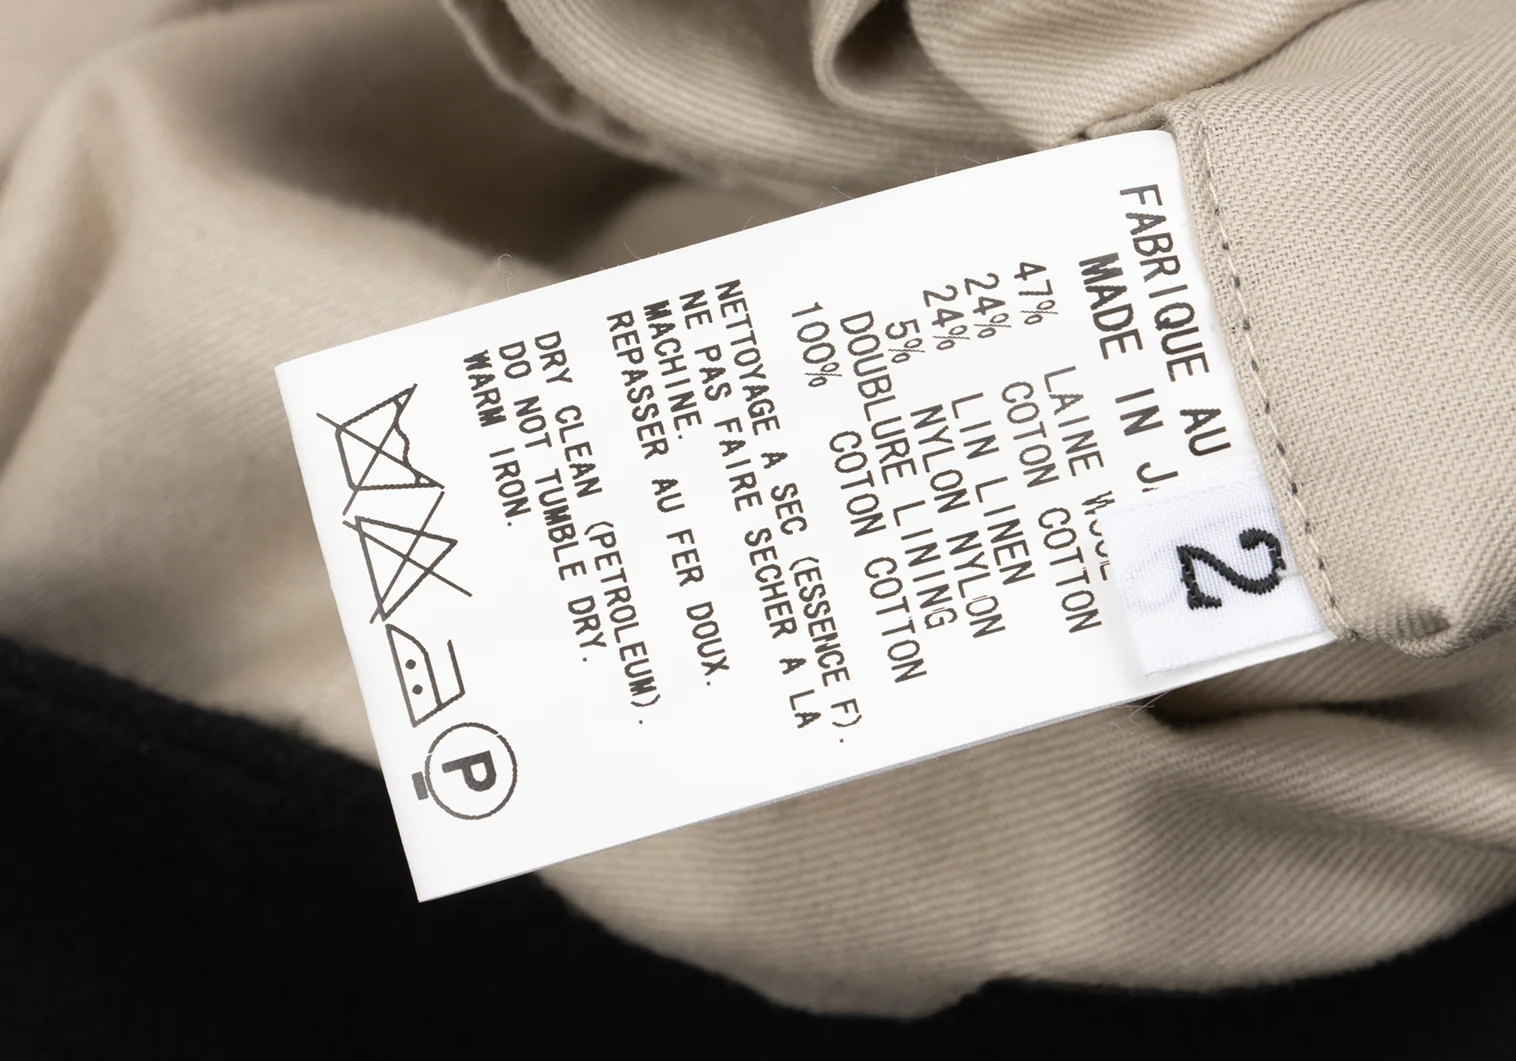 FABRIQUE AU
MADE IN J
47% LAINE
24% COTON COTTON
24% LIN LINEN
5% NYLON NYLON
DOUBLURE LINING
100% COTON COTTON
NETTOYAGE A SEC (ESSENCE F).
NE PAS FAIRE SECHER A LA
MACHINE.
REPASSER AU FER DOUX.
DRY CLEAN (PETROLEUM).
DO NOT TUMBLE DRY.
WARM IRON.
P
2